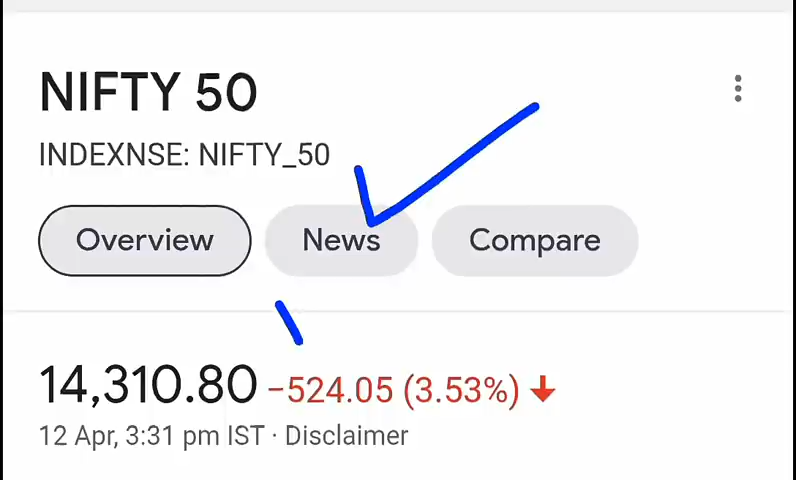 NIFTY 50
INDEXNSE: NIFTY_50
Overview News Compare
14,310.80 −524.05 (3.53%) ↓
12 Apr, 3:31 pm IST · Disclaimer